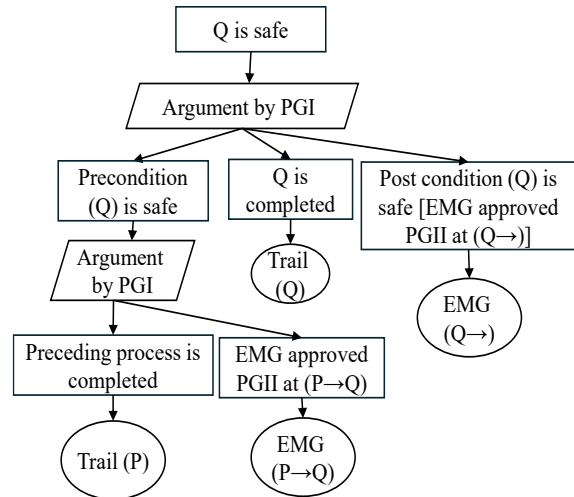 Q is safe
Argument by PGI
Precondition
(Q) is safe
Q is
completed
Post condition (Q) is
safe [EMG approved
PGII at (Q→)]
Argument
by PGI
Trail
(Q)
EMG
(Q→)
Preceding process is
completed
EMG approved
PGII at (P→Q)
Trail (P)
EMG
(P→Q)